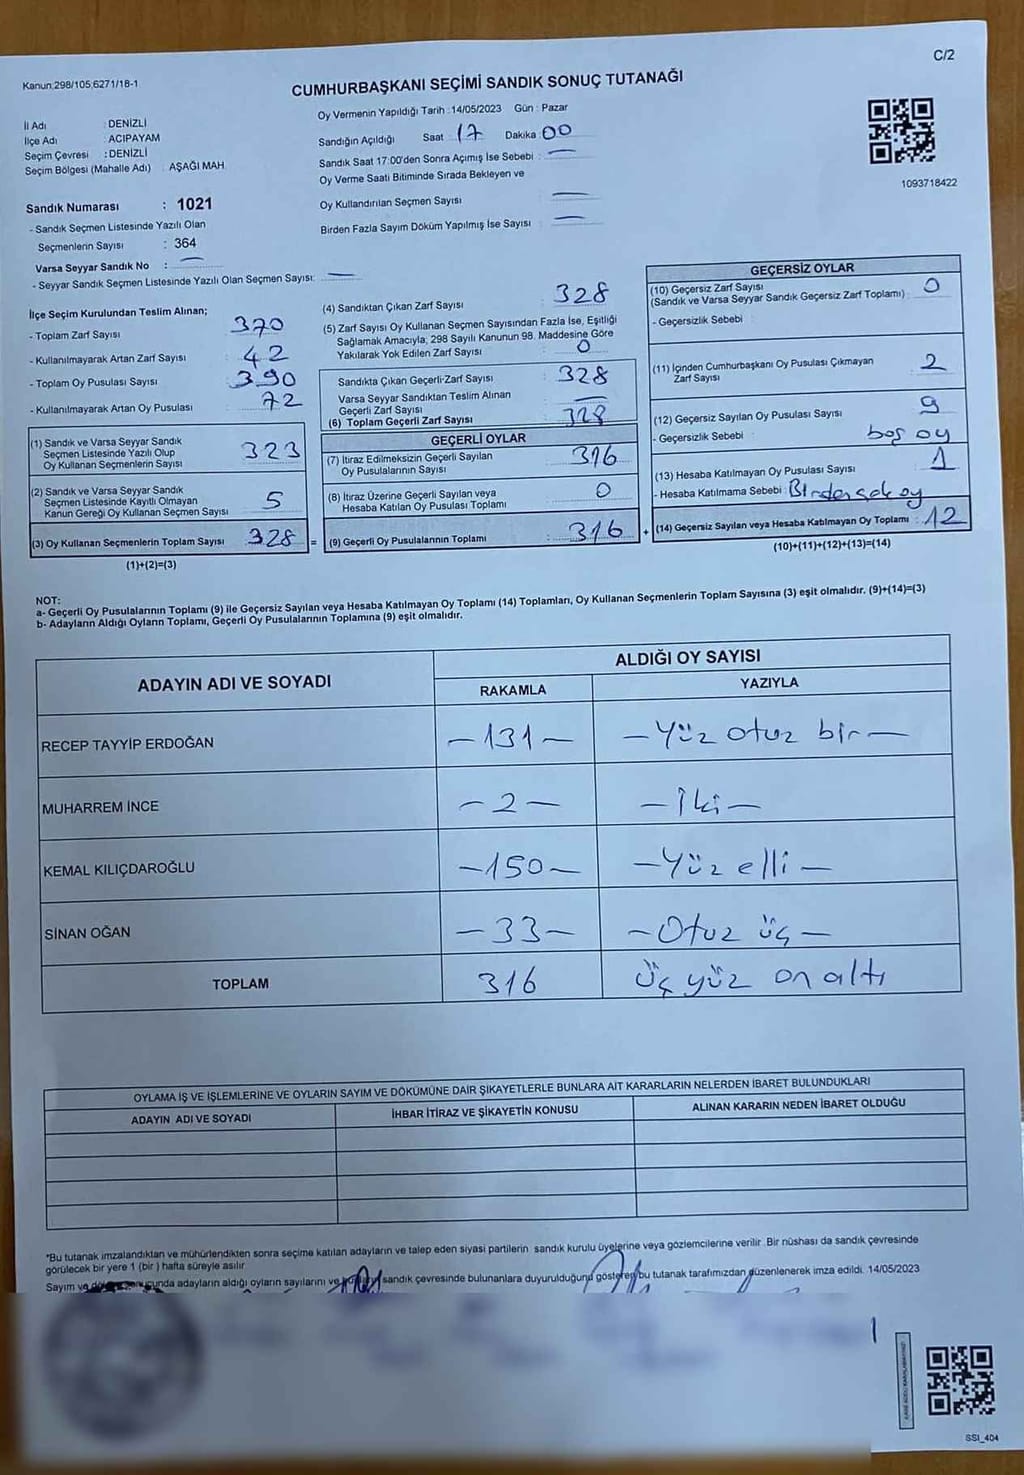 C/2
Kanun:298/105;6271/18-1
CUMHURBAŞKANI SEÇİMİ SANDIK SONUÇ TUTANAĞI
İl Adı : DENİZLİ
İlçe Adı : ACIPAYAM
Seçim Çevresi : DENİZLİ
Seçim Bölgesi (Mahalle Adı) : AŞAĞI MAH.
Sandık Numarası : 1021
- Sandık Seçmen Listesinde Yazılı Olan
Seçmenlerin Sayısı : 364
Varsa Seyyar Sandık No : —
- Seyyar Sandık Seçmen Listesinde Yazılı Olan Seçmen Sayısı: —
Oy Vermenin Yapıldığı Tarih : 14/05/2023 Gün : Pazar
Sandığın Açıldığı Saat 17 Dakika 00
Sandık Saat 17:00'den Sonra Açımış İse Sebebi : —
Oy Verme Saati Bitiminde Sırada Bekleyen ve
Oy Kullandırılan Seçmen Sayısı : —
Birden Fazla Sayım Döküm Yapılmış İse Sayısı : —
1093718422
İlçe Seçim Kurulundan Teslim Alınan;
- Toplam Zarf Sayısı : 370
- Kullanılmayarak Artan Zarf Sayısı : 42
- Toplam Oy Pusulası Sayısı : 390
- Kullanılmayarak Artan Oy Pusulası : 72
(1) Sandık ve Varsa Seyyar Sandık
Seçmen Listesinde Yazılı Olup
Oy Kullanan Seçmenlerin Sayısı : 323
(2) Sandık ve Varsa Seyyar Sandık
Seçmen Listesinde Kayıtlı Olmayan
Kanun Gereği Oy Kullanan Seçmen Sayısı : 5
(3) Oy Kullanan Seçmenlerin Toplam Sayısı : 328 =
(1)+(2)=(3)
(4) Sandıktan Çıkan Zarf Sayısı : 328
(5) Zarf Sayısı Oy Kullanan Seçmen Sayısından Fazla İse, Eşitliği
Sağlamak Amacıyla; 298 Sayılı Kanunun 98. Maddesine Göre
Yakılarak Yok Edilen Zarf Sayısı : 0
Sandıkta Çıkan Geçerli Zarf Sayısı : 328
Varsa Seyyar Sandıktan Teslim Alınan
Geçerli Zarf Sayısı : —
(6) Toplam Geçerli Zarf Sayısı : 328
GEÇERLİ OYLAR
(7) İtiraz Edilmeksizin Geçerli Sayılan
Oy Pusulalarının Sayısı : 316
(8) İtiraz Üzerine Geçerli Sayılan veya
Hesaba Katılan Oy Pusulası Toplamı : 0
(9) Geçerli Oy Pusulalarının Toplamı : 316 +
GEÇERSİZ OYLAR
(10) Geçersiz Zarf Sayısı
(Sandık ve Varsa Seyyar Sandık Geçersiz Zarf Toplamı) : 0
- Geçersizlik Sebebi :
(11) İçinden Cumhurbaşkanı Oy Pusulası Çıkmayan
Zarf Sayısı : 2
(12) Geçersiz Sayılan Oy Pusulası Sayısı : 9
- Geçersizlik Sebebi : boş oy
(13) Hesaba Katılmayan Oy Pusulası Sayısı : 1
- Hesaba Katılmama Sebebi : Birden çok oy
(14) Geçersiz Sayılan veya Hesaba Katılmayan Oy Toplamı : 12
(10)+(11)+(12)+(13)=(14)
NOT:
a- Geçerli Oy Pusulalarının Toplamı (9) ile Geçersiz Sayılan veya Hesaba Katılmayan Oy Toplamı (14) Toplamları, Oy Kullanan Seçmenlerin Toplam Sayısına (3) eşit olmalıdır. (9)+(14)=(3)
b- Adayların Aldığı Oyların Toplamı, Geçerli Oy Pusulalarının Toplamına (9) eşit olmalıdır.
ADAYIN ADI VE SOYADI
ALDIĞI OY SAYISI
RAKAMLA YAZIYLA
RECEP TAYYİP ERDOĞAN -131- -Yüz otuz bir-
MUHARREM İNCE -2- -İki-
KEMAL KILIÇDAROĞLU -150- -Yüz elli-
SİNAN OĞAN -33- -Otuz üç-
TOPLAM 316 Üç yüz on altı
OYLAMA İŞ VE İŞLEMLERİNE VE OYLARIN SAYIM VE DÖKÜMÜNE DAİR ŞİKAYETLERLE BUNLARA AİT KARARLARIN NELERDEN İBARET BULUNDUKLARI
ADAYIN ADI VE SOYADI İHBAR İTİRAZ VE ŞİKAYETİN KONUSU ALINAN KARARIN NEDEN İBARET OLDUĞU
*Bu tutanak imzalandıktan ve mühürlendikten sonra seçime katılan adayların ve talep eden siyasi partilerin sandık kurulu üyelerine veya gözlemcilerine verilir. Bir nüshası da sandık çevresinde
görülecek bir yere 1 (bir) hafta süreyle asılır.
Sayım ve adayların aldığı oyların sayılarını ve sandık çevresinde bulunanlara duyurulduğunu gösteren bu tutanak tarafımızdan düzenlenerek imza edildi. 14/05/2023
SSI_404